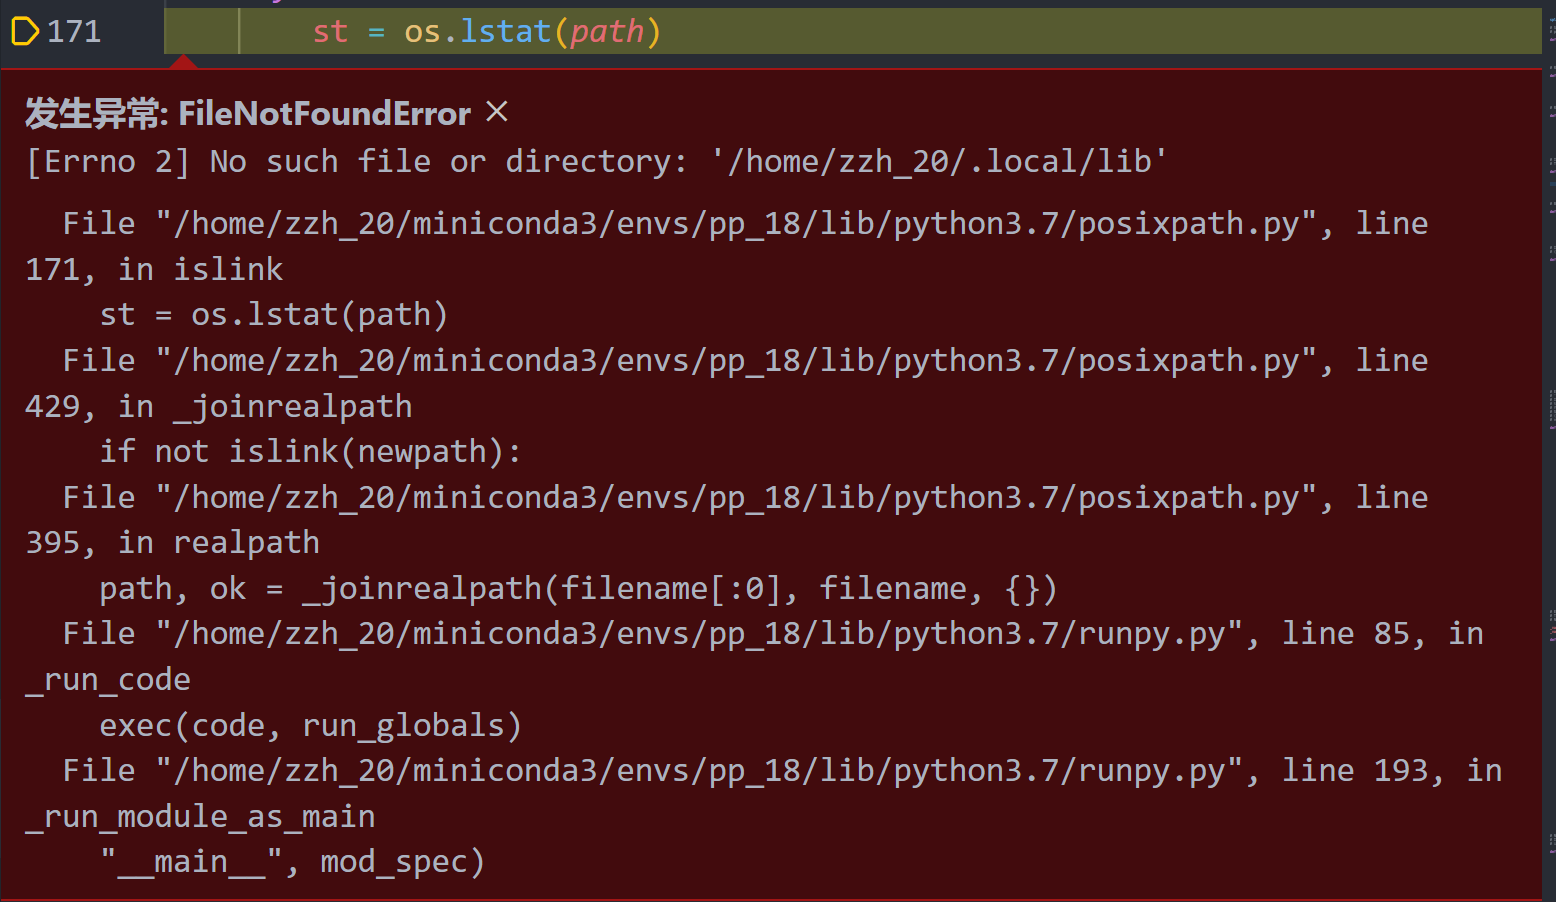 171 st = os.lstat(path)
发生异常: FileNotFoundError ×
[Errno 2] No such file or directory: '/home/zzh_20/.local/lib'
File "/home/zzh_20/miniconda3/envs/pp_18/lib/python3.7/posixpath.py", line
171, in islink
st = os.lstat(path)
File "/home/zzh_20/miniconda3/envs/pp_18/lib/python3.7/posixpath.py", line
429, in _joinrealpath
if not islink(newpath):
File "/home/zzh_20/miniconda3/envs/pp_18/lib/python3.7/posixpath.py", line
395, in realpath
path, ok = _joinrealpath(filename[:0], filename, {})
File "/home/zzh_20/miniconda3/envs/pp_18/lib/python3.7/runpy.py", line 85, in
_run_code
exec(code, run_globals)
File "/home/zzh_20/miniconda3/envs/pp_18/lib/python3.7/runpy.py", line 193, in
_run_module_as_main
"__main__", mod_spec)